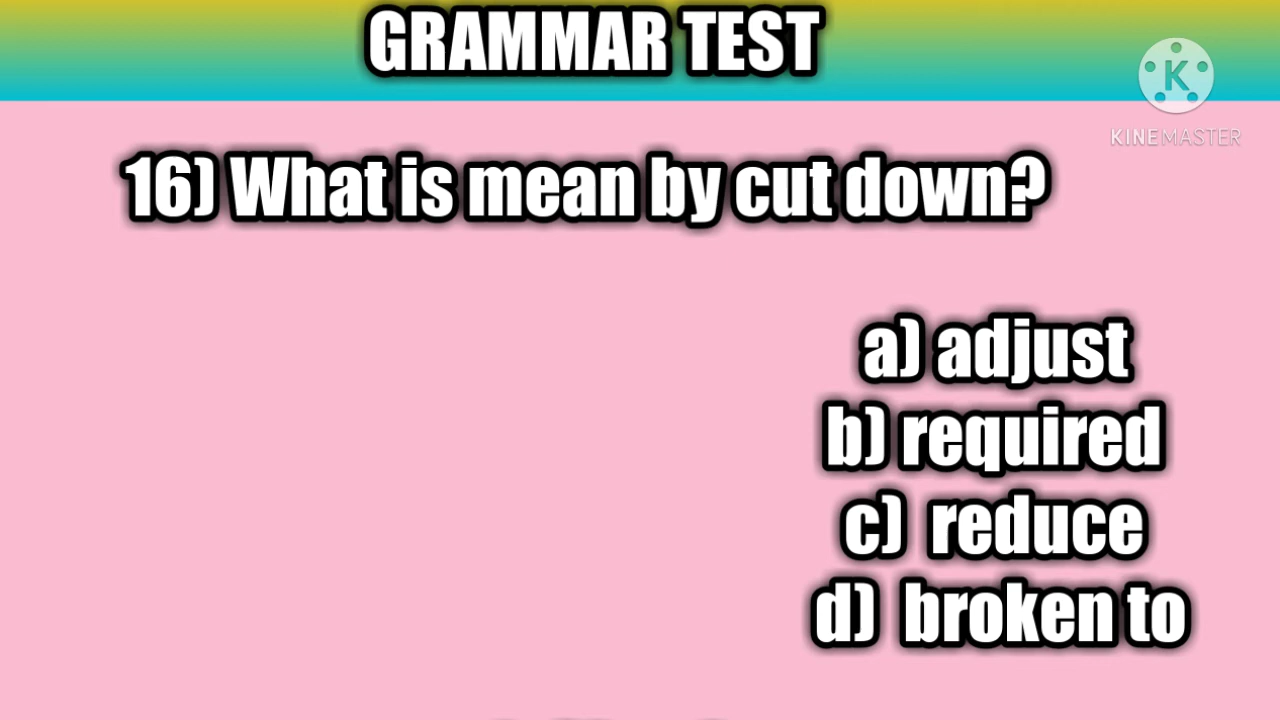 GRAMMAR TEST
K
KINEMASTER
16) What is mean by cut down?
a) adjust
b) required
c) reduce
d) broken to